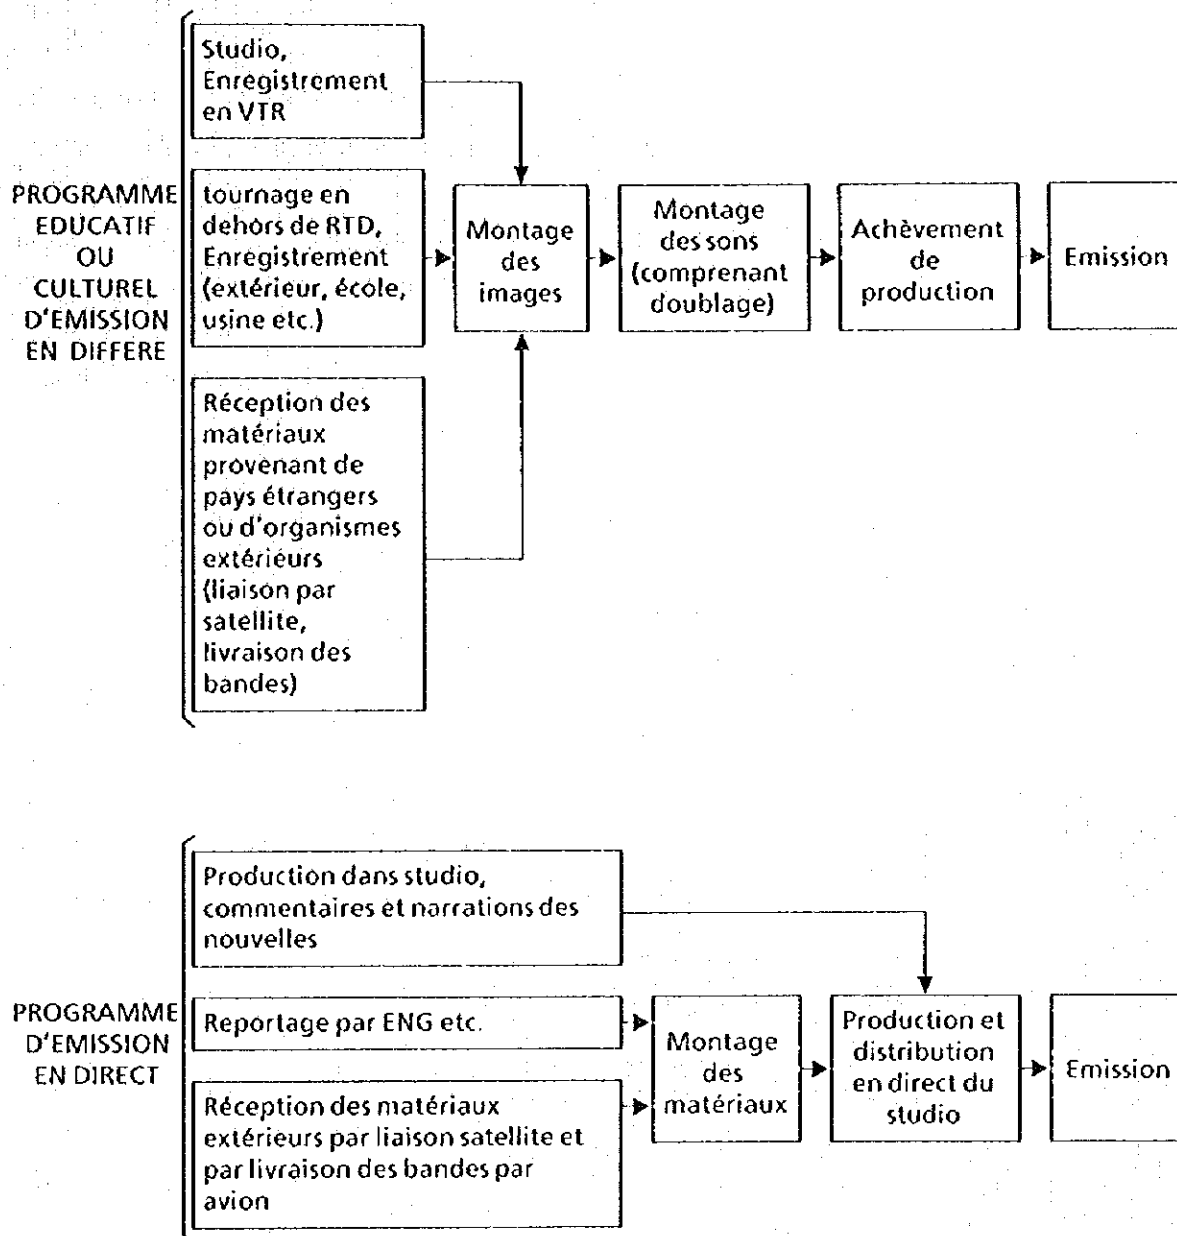 PROGRAMME
EDUCATIF
OU
CULTUREL
D'EMISSION
EN DIFFERE
Studio,
Enregistrement
en VTR
tournage en
dehors de RTD,
Enregistrement
(extérieur, école,
usine etc.)
Réception des
matériaux
provenant de
pays étrangers
ou d'organismes
extérieurs
(liaison par
satellite,
livraison des
bandes)
Montage
des
images
Montage
des sons
(comprenant
doublage)
Achèvement
de
production
Emission
PROGRAMME
D'EMISSION
EN DIRECT
Production dans studio,
commentaires et narrations des
nouvelles
Reportage par ENG etc.
Réception des matériaux
extérieurs par liaison satellite et
par livraison des bandes par
avion
Montage
des
matériaux
Production et
distribution
en direct du
studio
Emission